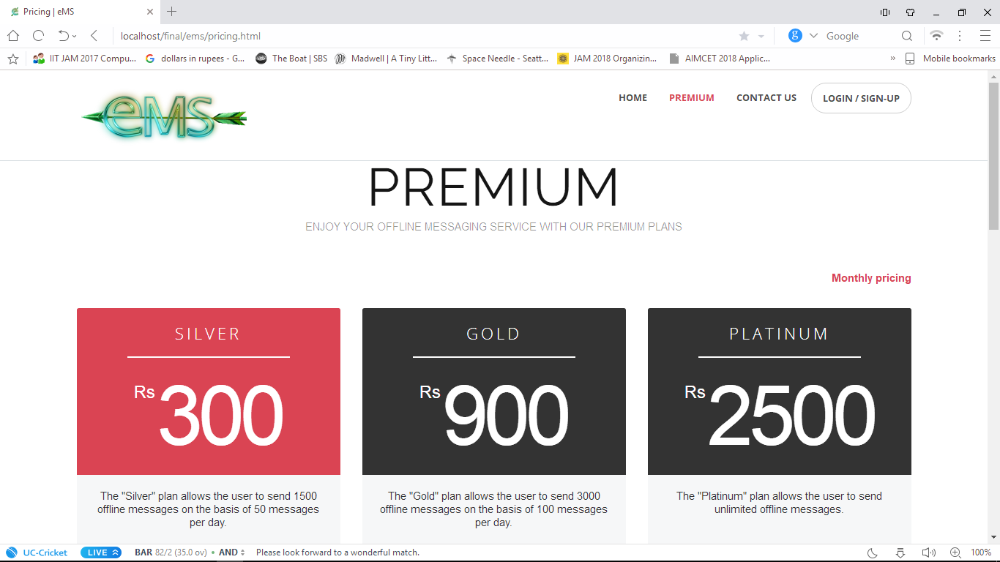 Pricing | eMS
localhost/final/ems/pricing.html
g
Google
IIT JAM 2017 Compu...
G
dollars in rupees - G...
The Boat | SBS
Madwell | A Tiny Litt...
Space Needle - Seatt...
JAM 2018 Organizin...
AIMCET 2018 Applic...
»
Mobile bookmarks
eMS
HOME
PREMIUM
CONTACT US
LOGIN / SIGN-UP
PREMIUM
ENJOY YOUR OFFLINE MESSAGING SERVICE WITH OUR PREMIUM PLANS
Monthly pricing
SILVER
Rs 300
The "Silver" plan allows the user to send 1500
offline messages on the basis of 50 messages
per day.
GOLD
Rs 900
The "Gold" plan allows the user to send 3000
offline messages on the basis of 100 messages
per day.
PLATINUM
Rs 2500
The "Platinum" plan allows the user to send
unlimited offline messages.
UC-Cricket
LIVE
BAR 82/2 (35.0 ov) • AND
Please look forward to a wonderful match.
100%